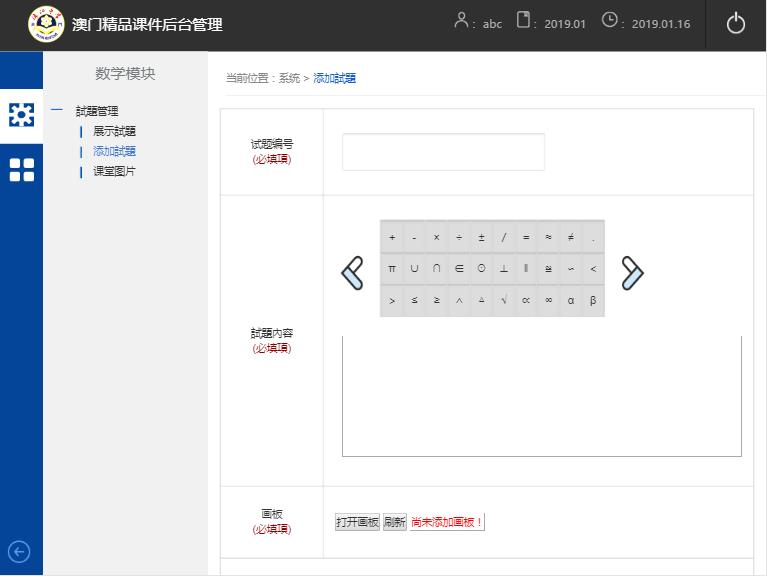 澳门精品课件后台管理
: abc
: 2019.01
: 2019.01.16
数学模块
当前位置：系统 > 添加試題
試題管理
展示試題
添加試題
课堂图片
试题编号
(必填項)
+ - × ÷ ± / = ≈ ≠ .
π ∪ ∩ ∈ ⊙ ⊥ ∥ ≌ ∽ <
> ≤ ≥ ∧ △ √ ∝ ∞ α β
試題内容
(必填項)
画板
(必填項)
打开画板 刷新 尚未添加画板！